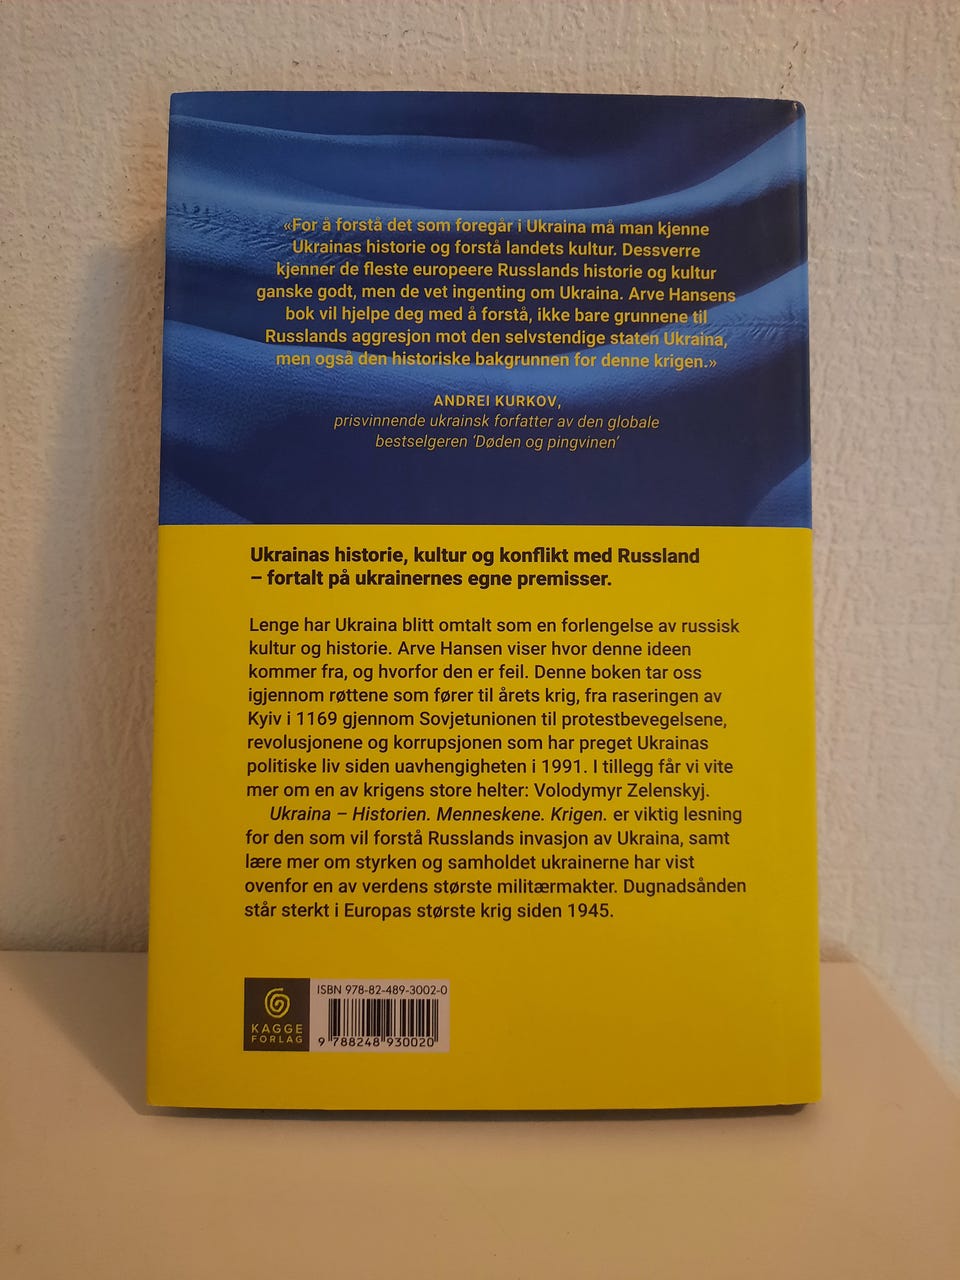 «For å forstå det som foregår i Ukraina må man kjenne
Ukrainas historie og forstå landets kultur. Dessverre
kjenner de fleste europeere Russlands historie og kultur
ganske godt, men de vet ingenting om Ukraina. Arve Hansens
bok vil hjelpe deg med å forstå, ikke bare grunnene til
Russlands aggresjon mot den selvstendige staten Ukraina,
men også den historiske bakgrunnen for denne krigen.»
ANDREI KURKOV,
prisvinnende ukrainsk forfatter av den globale
bestselgeren ‘Døden og pingvinen’
Ukrainas historie, kultur og konflikt med Russland
– fortalt på ukrainernes egne premisser.
Lenge har Ukraina blitt omtalt som en forlengelse av russisk
kultur og historie. Arve Hansen viser hvor denne ideen
kommer fra, og hvorfor den er feil. Denne boken tar oss
igjennom røttene som fører til årets krig, fra raseringen av
Kyiv i 1169 gjennom Sovjetunionen til protestbevegelsene,
revolusjonene og korrupsjonen som har preget Ukrainas
politiske liv siden uavhengigheten i 1991. I tillegg får vi vite
mer om en av krigens store helter: Volodymyr Zelenskyj.
Ukraina – Historien. Menneskene. Krigen. er viktig lesning
for den som vil forstå Russlands invasjon av Ukraina, samt
lære mer om styrken og samholdet ukrainerne har vist
ovenfor en av verdens største militærmakter. Dugnadsånden
står sterkt i Europas største krig siden 1945.
KAGGE
FORLAG
ISBN 978-82-489-3002-0
9 788248 930020